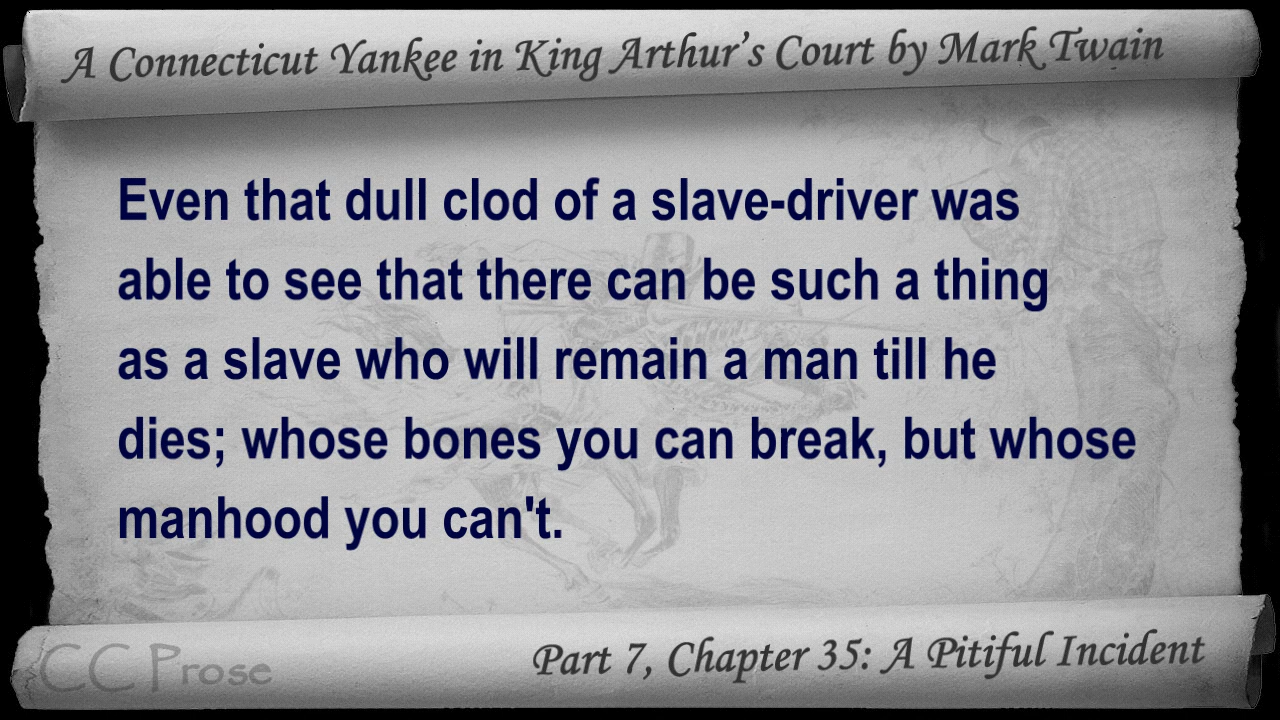 A Connecticut Yankee in King Arthur's Court by Mark Twain
Even that dull clod of a slave-driver was
able to see that there can be such a thing
as a slave who will remain a man till he
dies; whose bones you can break, but whose
manhood you can't.
CC Prose
Part 7, Chapter 35: A Pitiful Incident